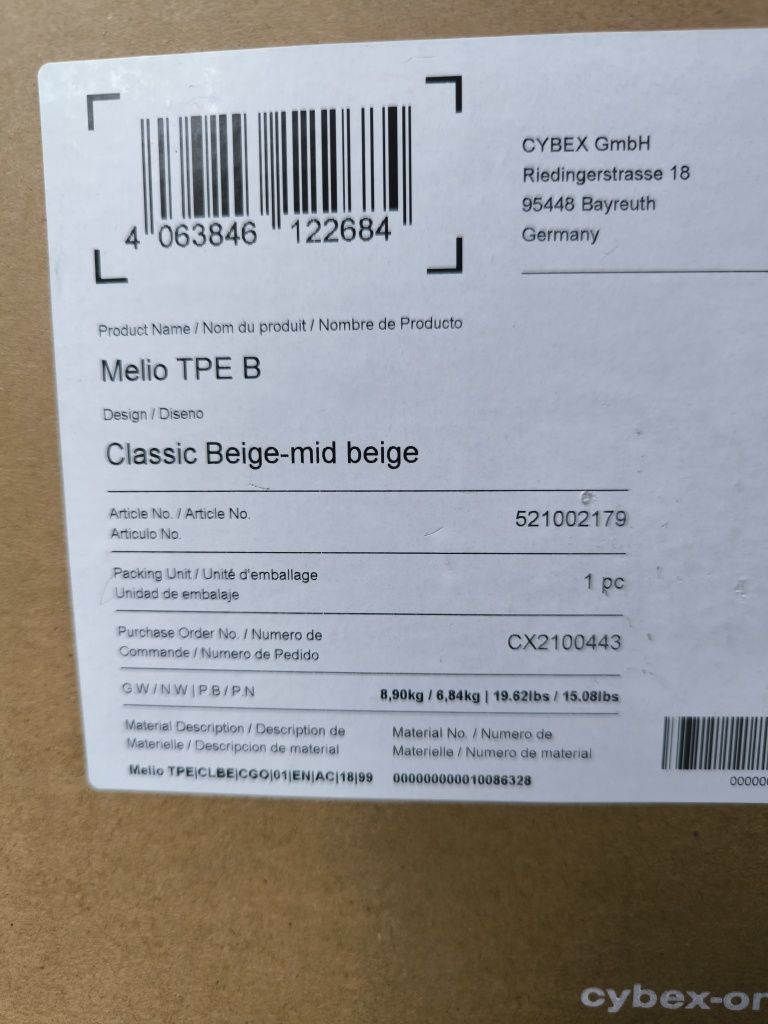 4 063846 122684
CYBEX GmbH
Riedingerstrasse 18
95448 Bayreuth
Germany
Product Name / Nom du produit / Nombre de Producto
Melio TPE B
Design / Diseno
Classic Beige-mid beige
Article No. / Article No.
Articulo No.
521002179
Packing Unit / Unité d'emballage
Unidad de embalaje
1 pc
Purchase Order No. / Numero de
Commande / Numero de Pedido
CX2100443
GW/NW|PB/PN
8,90kg / 6,84kg | 19.62lbs / 15.08lbs
Material Description / Description de
Materielle / Descripcion de material
Melio TPE|CLBE|CGO|01|EN|AC|18|99
Material No. / Numero de
Materielle / Numero de material
000000000010086328